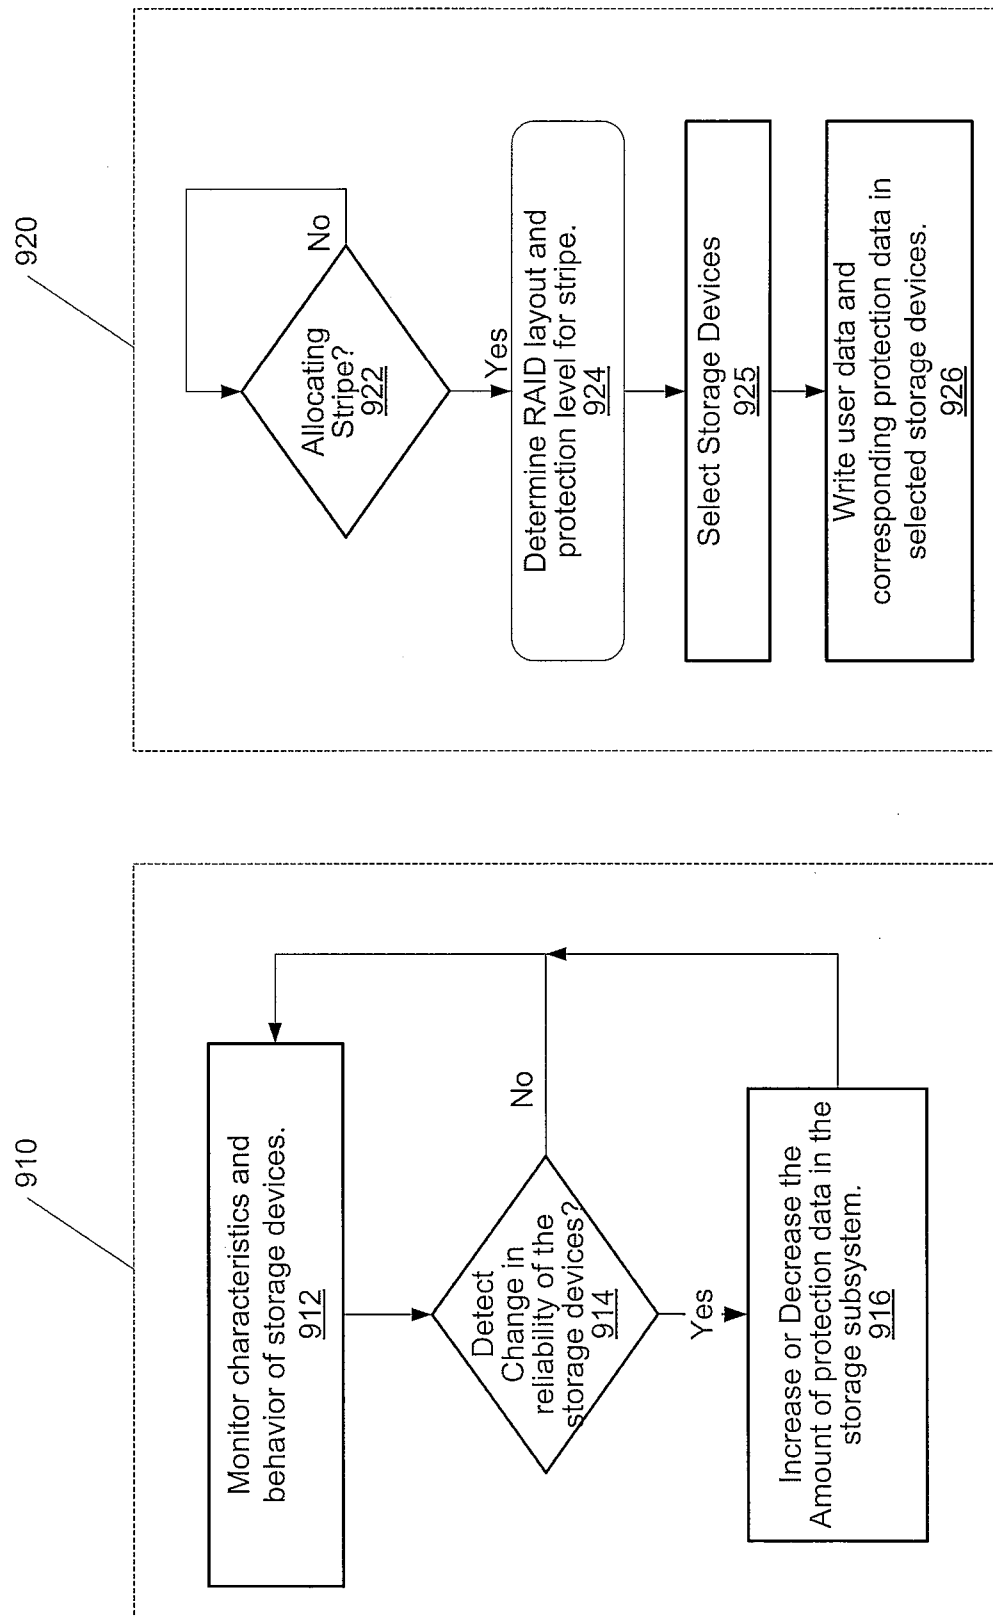 910
Monitor characteristics and
behavior of storage devices.
912
Detect
Change in
reliability of the
storage devices?
914
No
Yes
Increase or Decrease the
Amount of protection data in the
storage subsystem.
916
920
Allocating
Stripe?
922
No
Yes
Determine RAID layout and
protection level for stripe.
924
Select Storage Devices
925
Write user data and
corresponding protection data in
selected storage devices.
926